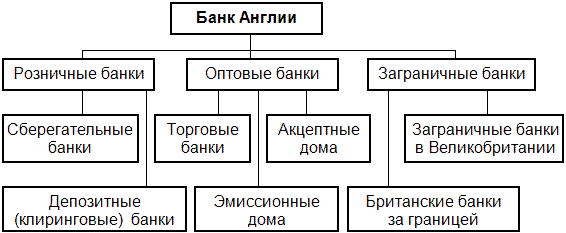 Банк Англии
Розничные банки
Оптовые банки
Заграничные банки
Сберегательные
банки
Торговые
банки
Акцептные
дома
Заграничные банки
в Великобритании
Депозитные
(клиринговые) банки
Эмиссионные
дома
Британские банки
за границей